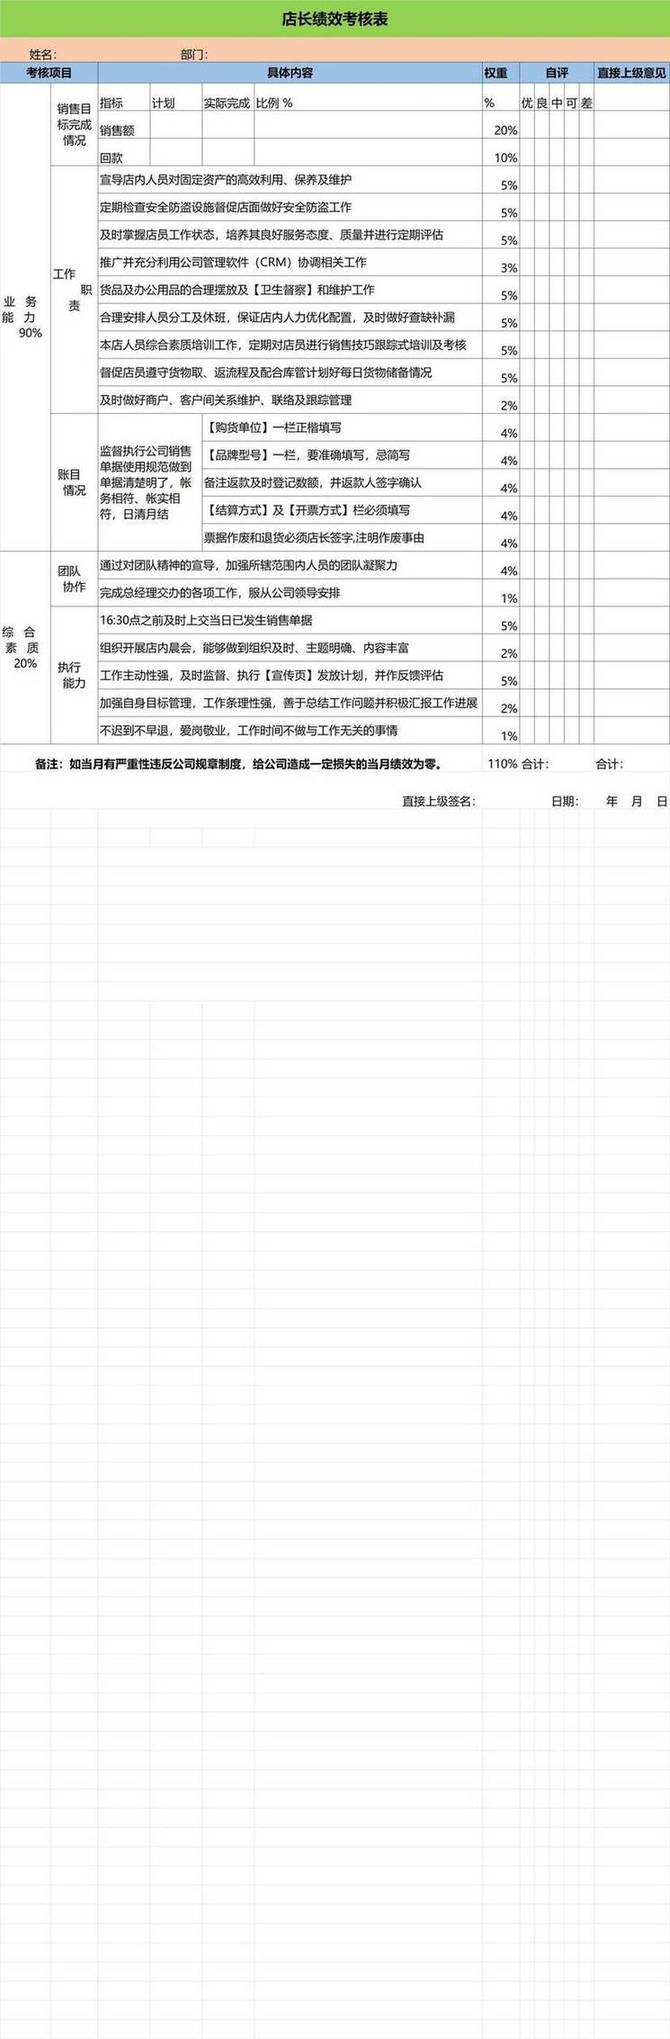 店长绩效考核表
姓名： 部门：
考核项目 具体内容 权重 自评 直接上级意见
业 务
能 力
90%
销售目
标完成
情况
指标 计划 实际完成 比例 % % 优 良 中 可 差
销售额 20%
回款 10%
工作
职
责
宣导店内人员对固定资产的高效利用、保养及维护 5%
定期检查安全防盗设施督促店面做好安全防盗工作 5%
及时掌握店员工作状态，培养其良好服务态度、质量并进行定期评估 5%
推广并充分利用公司管理软件（CRM）协调相关工作 3%
货品及办公用品的合理摆放及【卫生督察】和维护工作 5%
合理安排人员分工及休班，保证店内人力优化配置，及时做好查缺补漏 5%
本店人员综合素质培训工作，定期对店员进行销售技巧跟踪式培训及考核 5%
督促店员遵守货物取、返流程及配合库管计划好每日货物储备情况 5%
及时做好商户、客户间关系维护、联络及跟踪管理 2%
账目
情况
监督执行公司销售
单据使用规范做到
单据清楚明了，帐
务相符、帐实相
符，日清月结
【购货单位】一栏正楷填写 4%
【品牌型号】一栏，要准确填写，忌简写 4%
备注返款及时登记数额，并返款人签字确认 4%
【结算方式】及【开票方式】栏必须填写 4%
票据作废和退货必须店长签字,注明作废事由 4%
综 合
素 质
20%
团队
协作
通过对团队精神的宣导，加强所辖范围内人员的团队凝聚力 4%
完成总经理交办的各项工作，服从公司领导安排 1%
执行
能力
16:30点之前及时上交当日已发生销售单据 5%
组织开展店内晨会，能够做到组织及时、主题明确、内容丰富 2%
工作主动性强，及时监督、执行【宣传页】发放计划，并作反馈评估 5%
加强自身目标管理，工作条理性强，善于总结工作问题并积极汇报工作进展 2%
不迟到不早退，爱岗敬业，工作时间不做与工作无关的事情 1%
备注：如当月有严重性违反公司规章制度，给公司造成一定损失的当月绩效为零。 110% 合计： 合计：
直接上级签名： 日期： 年 月 日